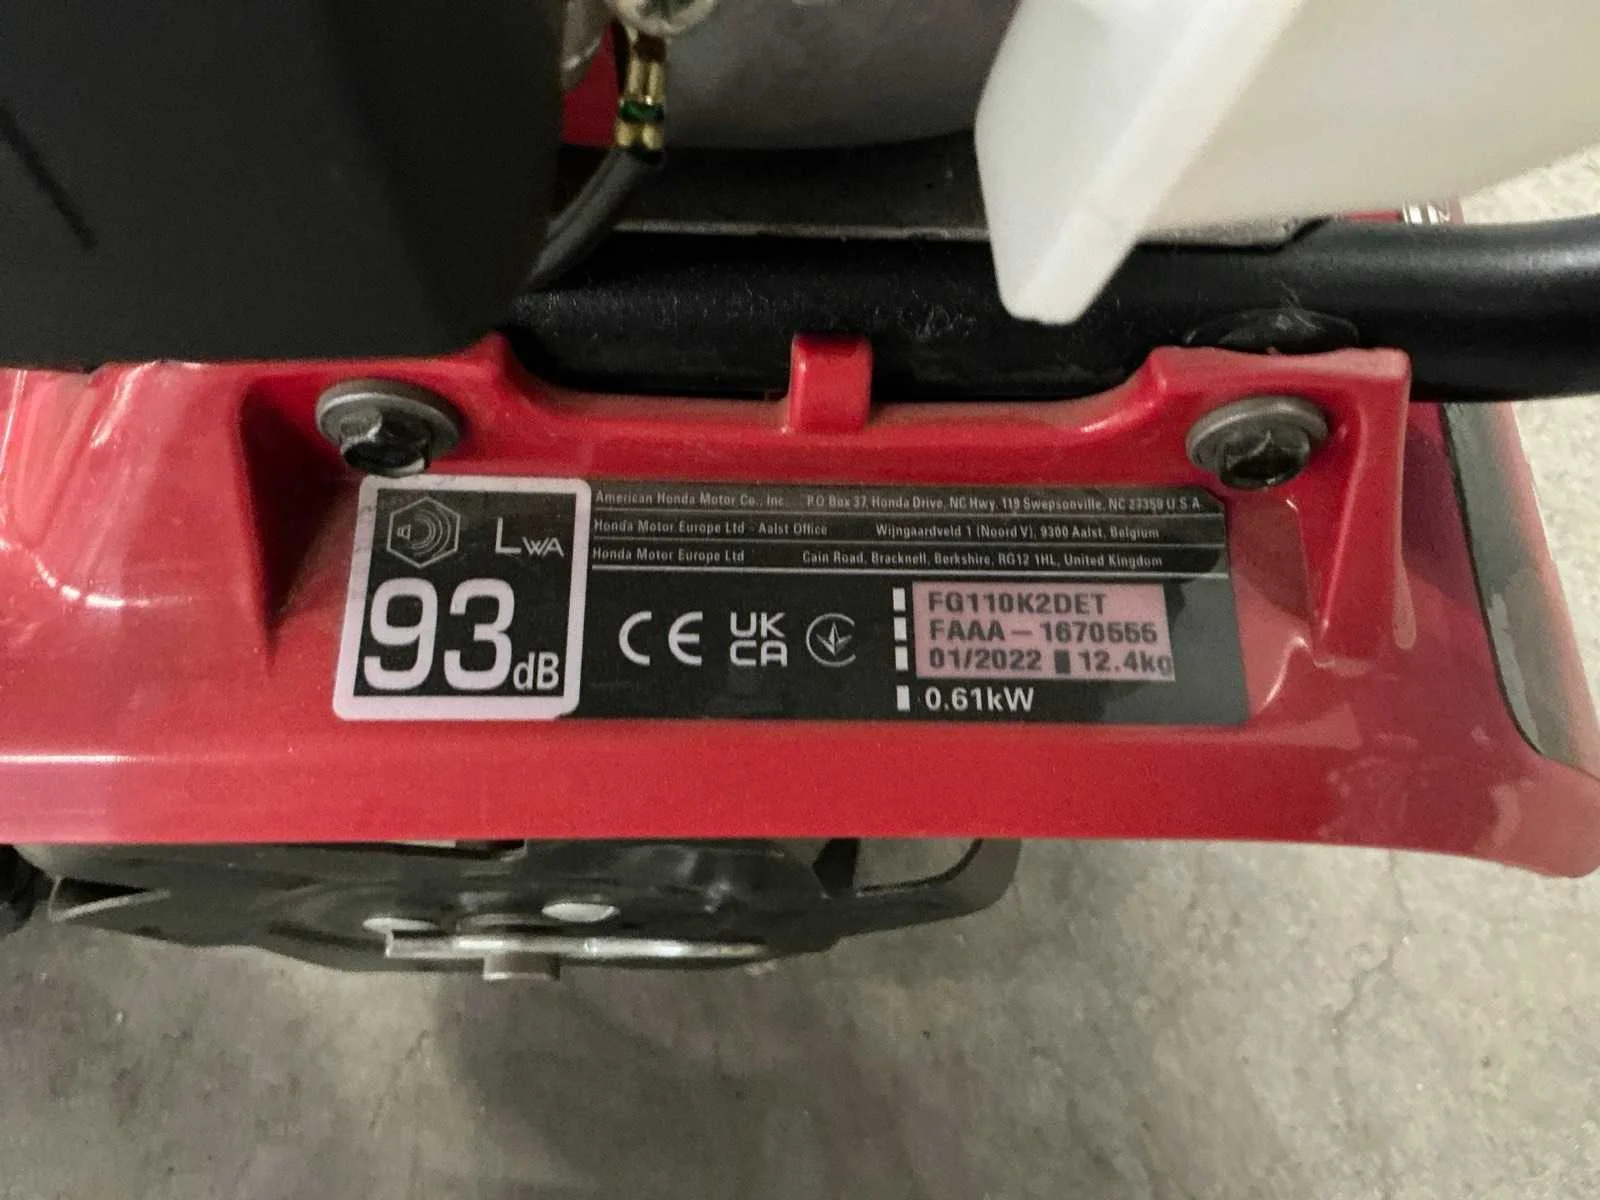 LWA
93dB
American Honda Motor Co., Inc. P.O Box 37, Honda Drive, NC Hwy. 119 Swepsonville, NC 27359 U.S.A.
Honda Motor Europe Ltd - Aalst Office Wijngaardveld 1 (Noord V), 9300 Aalst, Belgium
Honda Motor Europe Ltd Cain Road, Bracknell, Berkshire, RG12 1HL, United Kingdom
CE UK
CA
FG110K2DET
FAAA-1670555
01/2022 12.4kg
0.61kW